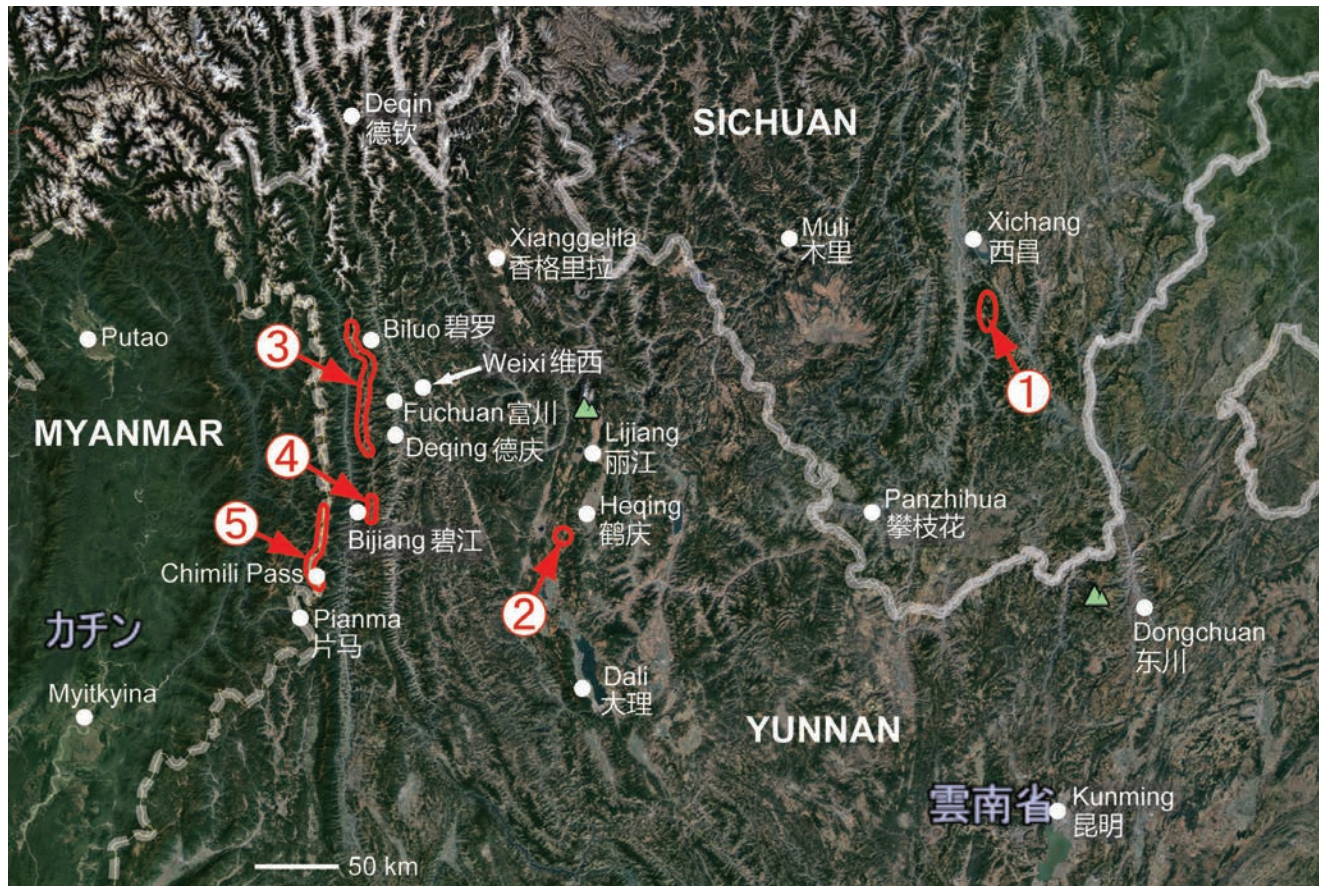 Deqin
德钦
SICHUAN
Xianggelila
香格里拉
Muli
木里
Xichang
西昌
Putao
Biluo 碧罗
③
Weixi 维西
①
Fuchuan 富川
MYANMAR
Deqing 德庆
Lijiang
丽江
④
Heqing
鹤庆
Panzhihua
攀枝花
⑤
Bijiang 碧江
Chimili Pass
②
カチン
Pianma
片马
Dongchuan
东川
Myitkyina
Dali
大理
YUNNAN
雲南省
Kunming
昆明
50 km